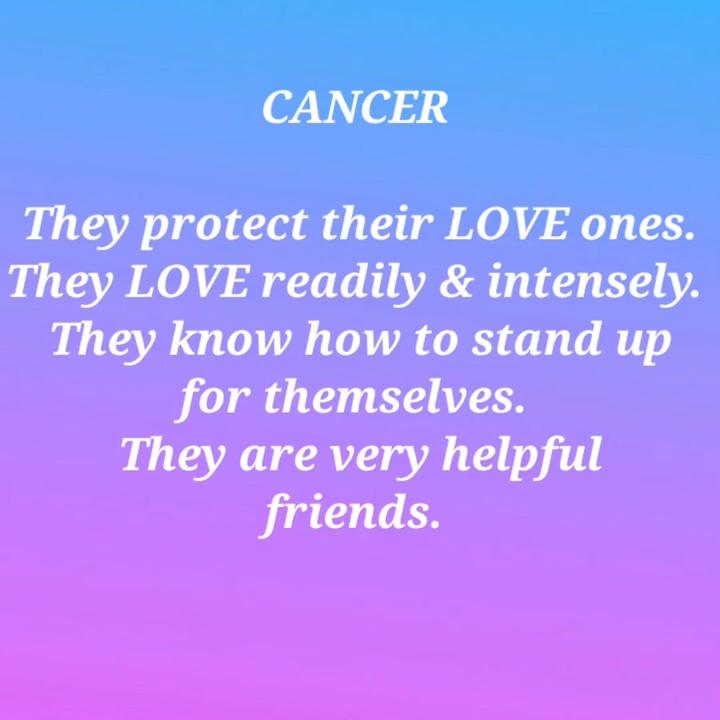 CANCER
They protect their LOVE ones.
They LOVE readily & intensely.
They know how to stand up
for themselves.
They are very helpful
friends.